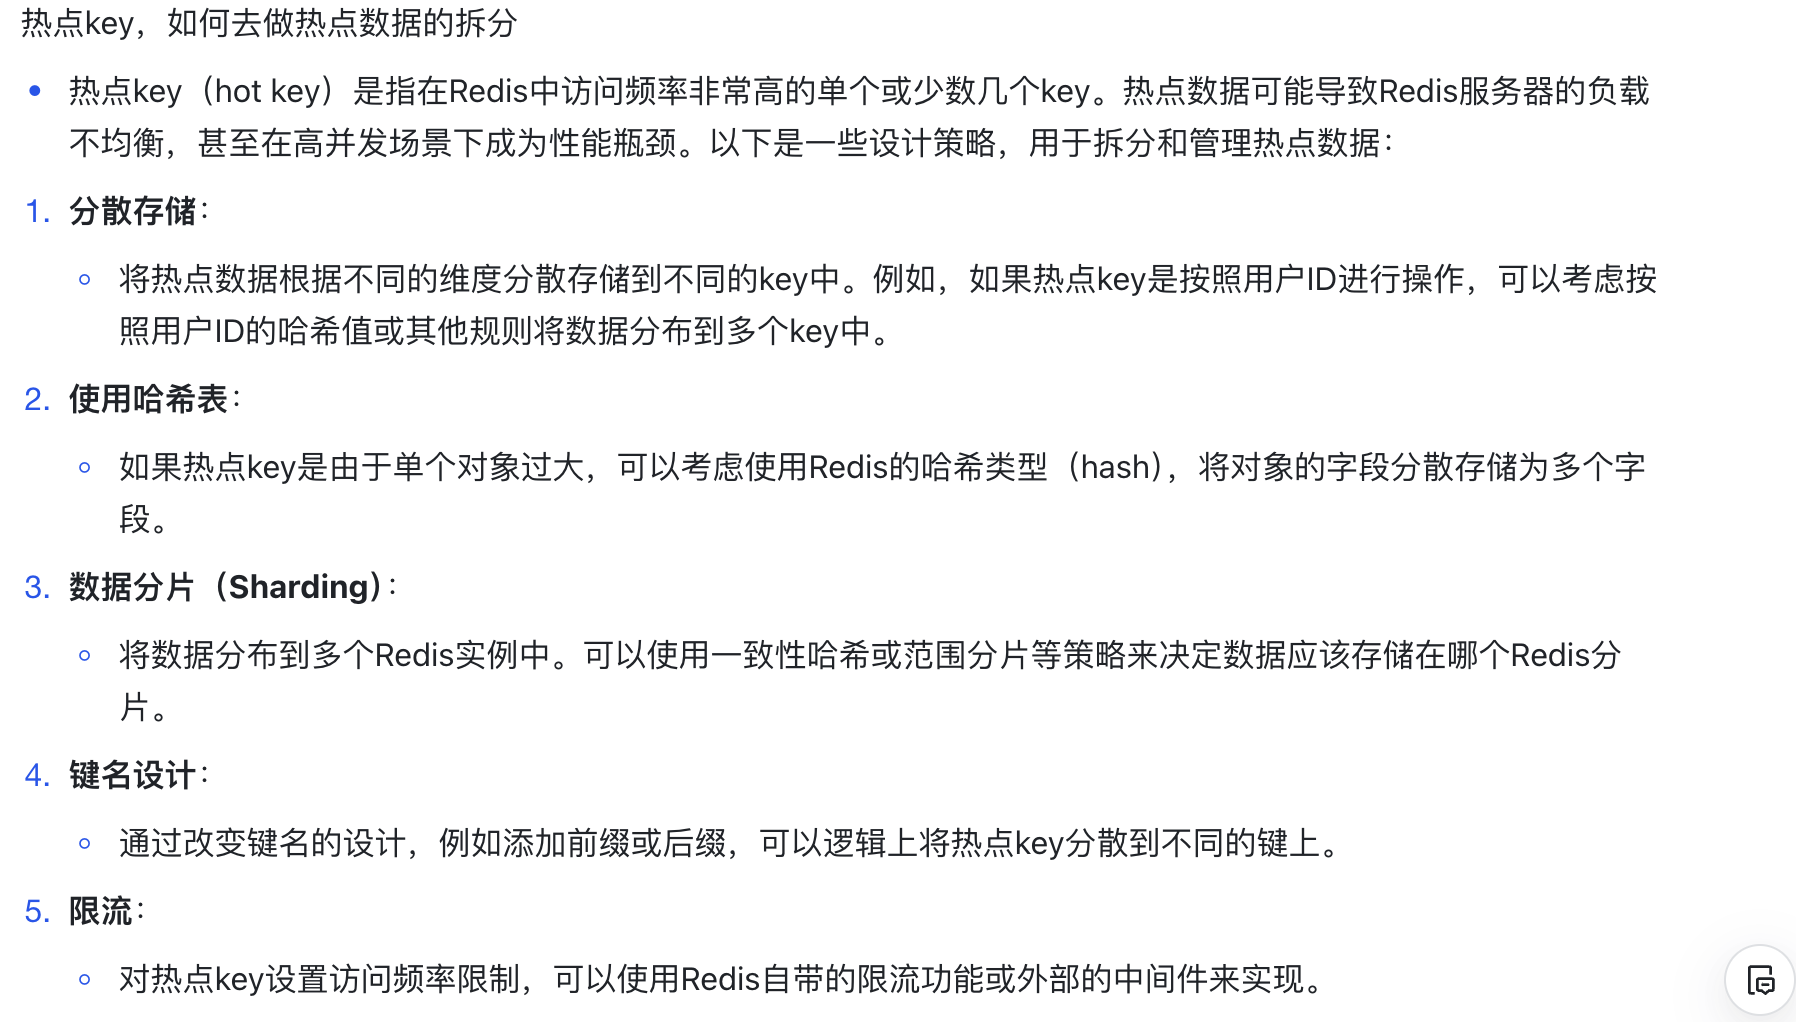 热点key，如何去做热点数据的拆分
• 热点key（hot key）是指在Redis中访问频率非常高的单个或少数几个key。热点数据可能导致Redis服务器的负载
不均衡，甚至在高并发场景下成为性能瓶颈。以下是一些设计策略，用于拆分和管理热点数据：
1. 分散存储：
◦ 将热点数据根据不同的维度分散存储到不同的key中。例如，如果热点key是按照用户ID进行操作，可以考虑按
照用户ID的哈希值或其他规则将数据分布到多个key中。
2. 使用哈希表：
◦ 如果热点key是由于单个对象过大，可以考虑使用Redis的哈希类型（hash），将对象的字段分散存储为多个字
段。
3. 数据分片（Sharding）：
◦ 将数据分布到多个Redis实例中。可以使用一致性哈希或范围分片等策略来决定数据应该存储在哪个Redis分
片。
4. 键名设计：
◦ 通过改变键名的设计，例如添加前缀或后缀，可以逻辑上将热点key分散到不同的键上。
5. 限流：
◦ 对热点key设置访问频率限制，可以使用Redis自带的限流功能或外部的中间件来实现。